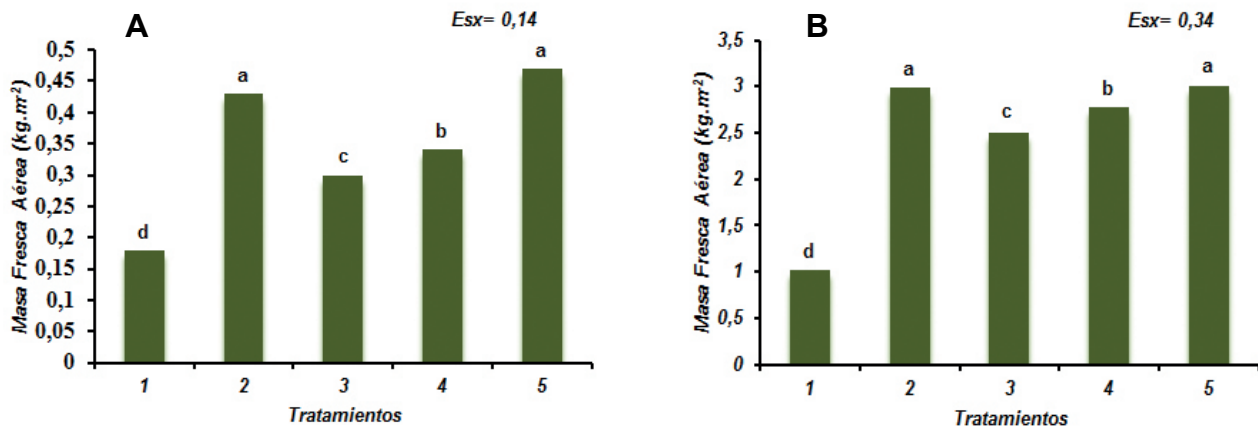 A
Esx= 0,14
Masa Fresca Aérea (kg.m²)
0,5
0,45
0,4
0,35
0,3
0,25
0,2
0,15
0,1
0,05
0
d
a
c
b
a
1 2 3 4 5
Tratamientos
B
Esx= 0,34
Masa Fresca Aérea (kg.m²)
3,5
3
2,5
2
1,5
1
0,5
0
d
a
c
b
a
1 2 3 4 5
Tratamientos